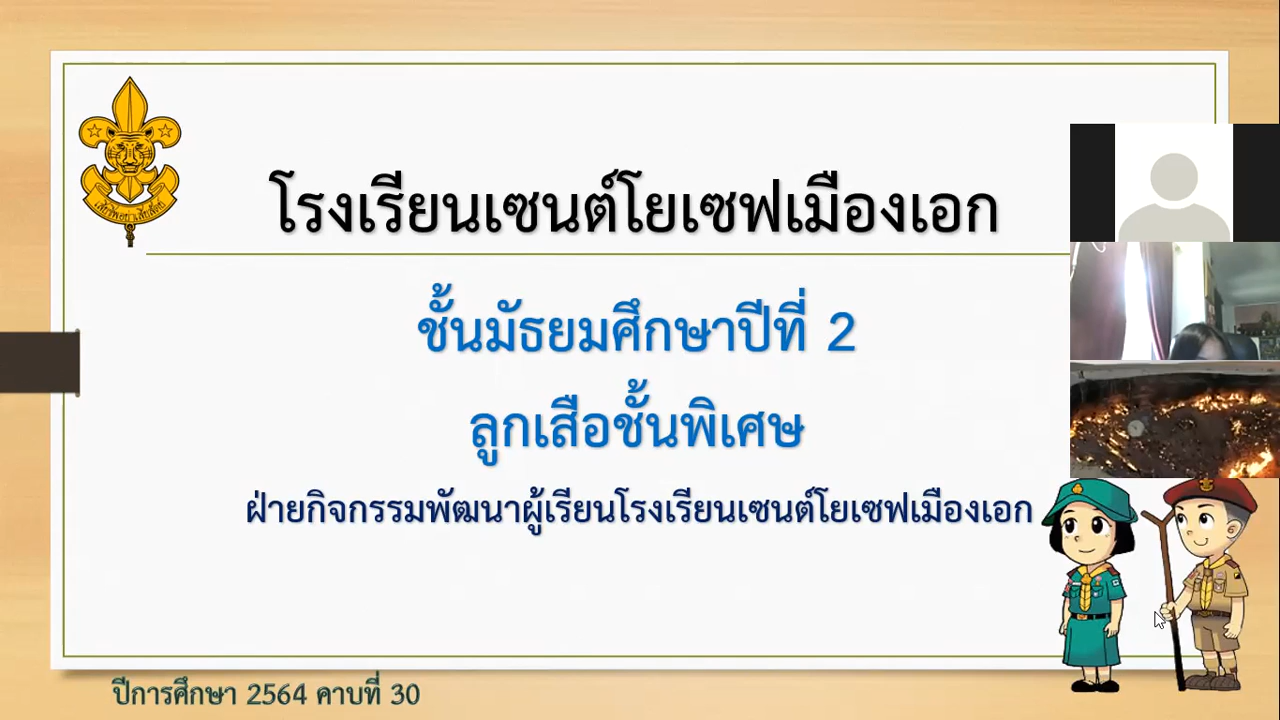 โรงเรียนเซนต์โยเซฟเมืองเอก
ชั้นมัธยมศึกษาปีที่ 2
ลูกเสือชั้นพิเศษ
ฝ่ายกิจกรรมพัฒนาผู้เรียนโรงเรียนเซนต์โยเซฟเมืองเอก
ปีการศึกษา 2564 คาบที่ 30